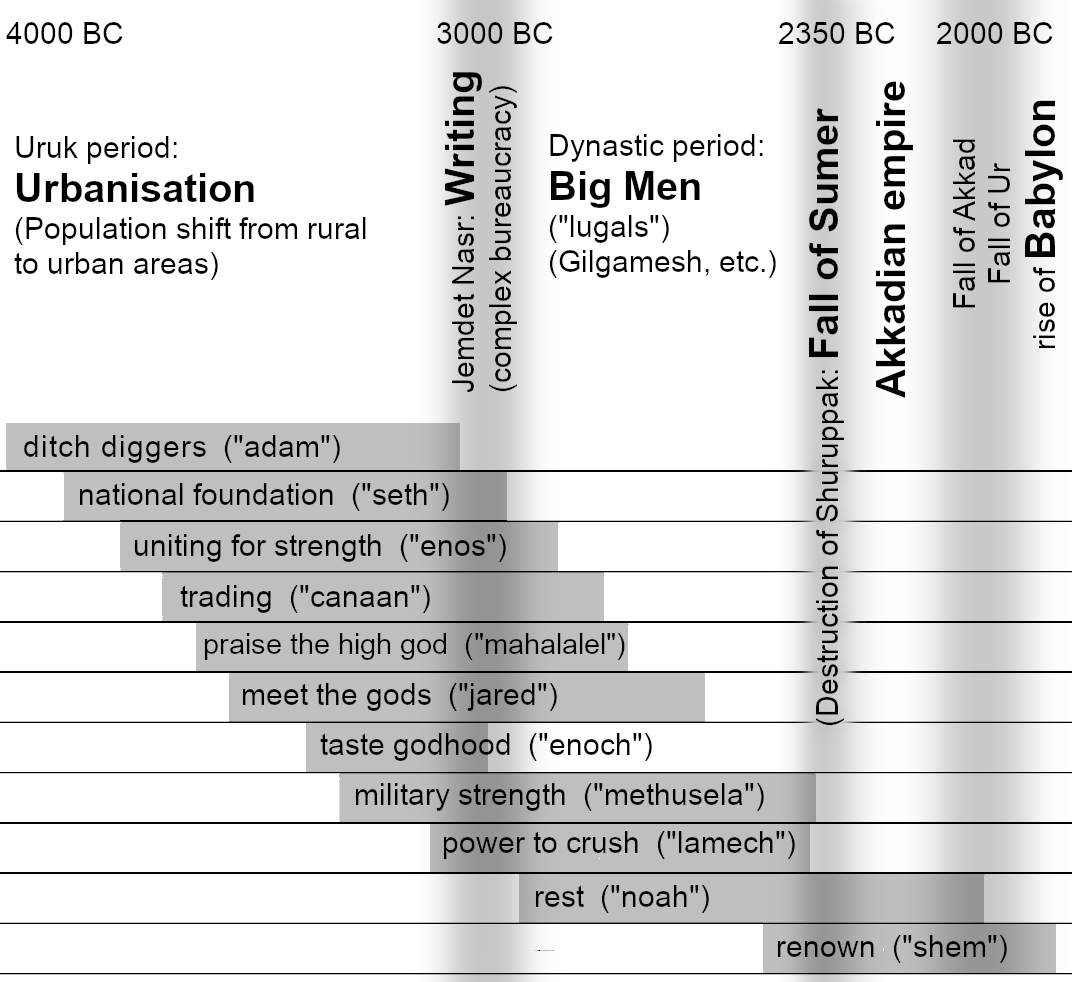 4000 BC
3000 BC
2350 BC
2000 BC
Uruk period:
Urbanisation
(Population shift from rural
to urban areas)
Jemdet Nasr: Writing
(complex bureaucracy)
Dynastic period:
Big Men
("lugals")
(Gilgamesh, etc.)
(Destruction of Shuruppak: Fall of Sumer
Akkadian empire
Fall of Akkad
Fall of Ur
rise of Babylon
ditch diggers ("adam")
national foundation ("seth")
uniting for strength ("enos")
trading ("canaan")
praise the high god ("mahalalel")
meet the gods ("jared")
taste godhood ("enoch")
military strength ("methusela")
power to crush ("lamech")
rest ("noah")
renown ("shem")